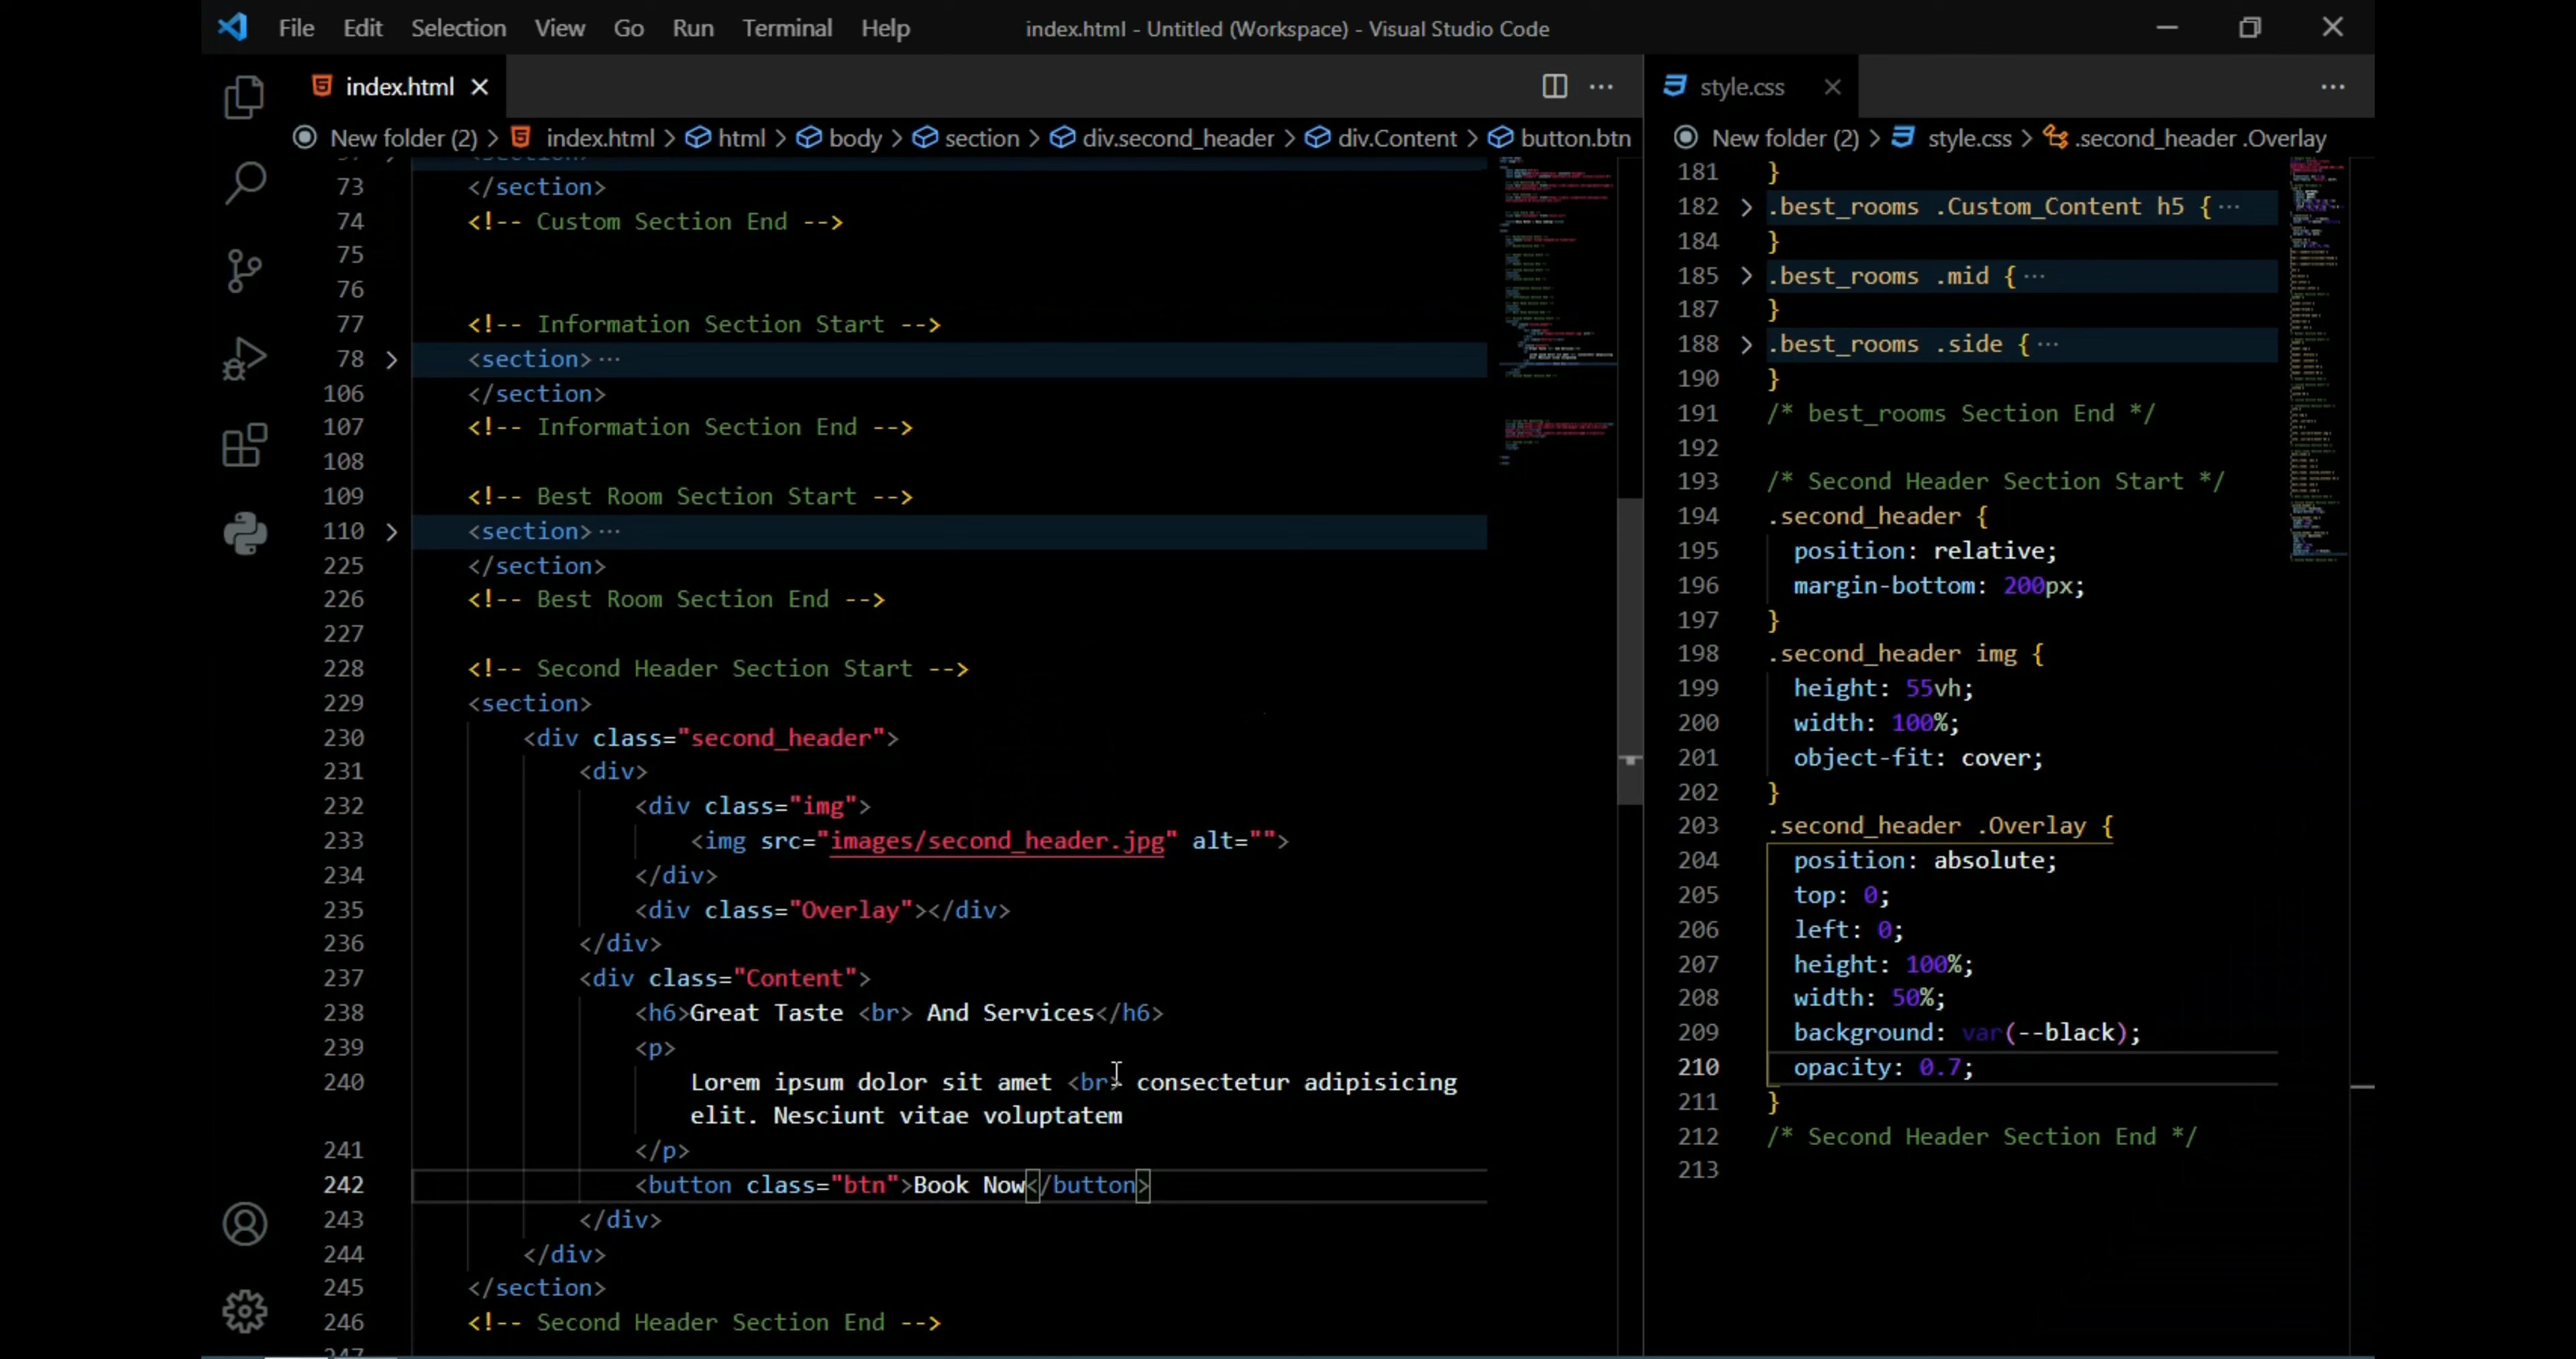 File Edit Selection View Go Run Terminal Help
index.html - Untitled (Workspace) - Visual Studio Code
index.html
New folder (2) > index.html > html > body > section > div.second_header > div.Content > button.btn
73 </section>
74 <!-- Custom Section End -->
75
76
77 <!-- Information Section Start -->
78 <section>···
106 </section>
107 <!-- Information Section End -->
108
109 <!-- Best Room Section Start -->
110 <section>···
225 </section>
226 <!-- Best Room Section End -->
227
228 <!-- Second Header Section Start -->
229 <section>
230 <div class="second_header">
231 <div>
232 <div class="img">
233 <img src="images/second_header.jpg" alt="">
234 </div>
235 <div class="Overlay"></div>
236 </div>
237 <div class="Content">
238 <h6>Great Taste <br> And Services</h6>
239 <p>
240 Lorem ipsum dolor sit amet <br> consectetur adipisicing
elit. Nesciunt vitae voluptatem
241 </p>
242 <button class="btn">Book Now</button>
243 </div>
244 </div>
245 </section>
246 <!-- Second Header Section End -->
247
style.css
New folder (2) > style.css > .second_header .Overlay
181 }
182 .best_rooms .Custom_Content h5 {···
184 }
185 .best_rooms .mid {···
187 }
188 .best_rooms .side {···
190 }
191 /* best_rooms Section End */
192
193 /* Second Header Section Start */
194 .second_header {
195 position: relative;
196 margin-bottom: 200px;
197 }
198 .second_header img {
199 height: 55vh;
200 width: 100%;
201 object-fit: cover;
202 }
203 .second_header .Overlay {
204 position: absolute;
205 top: 0;
206 left: 0;
207 height: 100%;
208 width: 50%;
209 background: var(--black);
210 opacity: 0.7;
211 }
212 /* Second Header Section End */
213